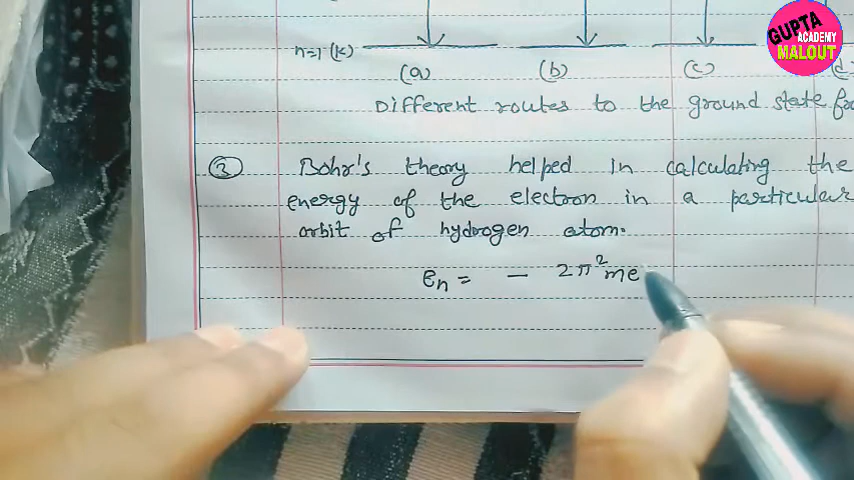 GUPTA
ACADEMY
MALOUT
n=1 (K)
(a) (b) (c) (d
Different routes to the ground state fro
③ Bohr's theory helped in calculating the
energy of the electron in a particular
orbit of hydrogen atom.
En = - 2π²me